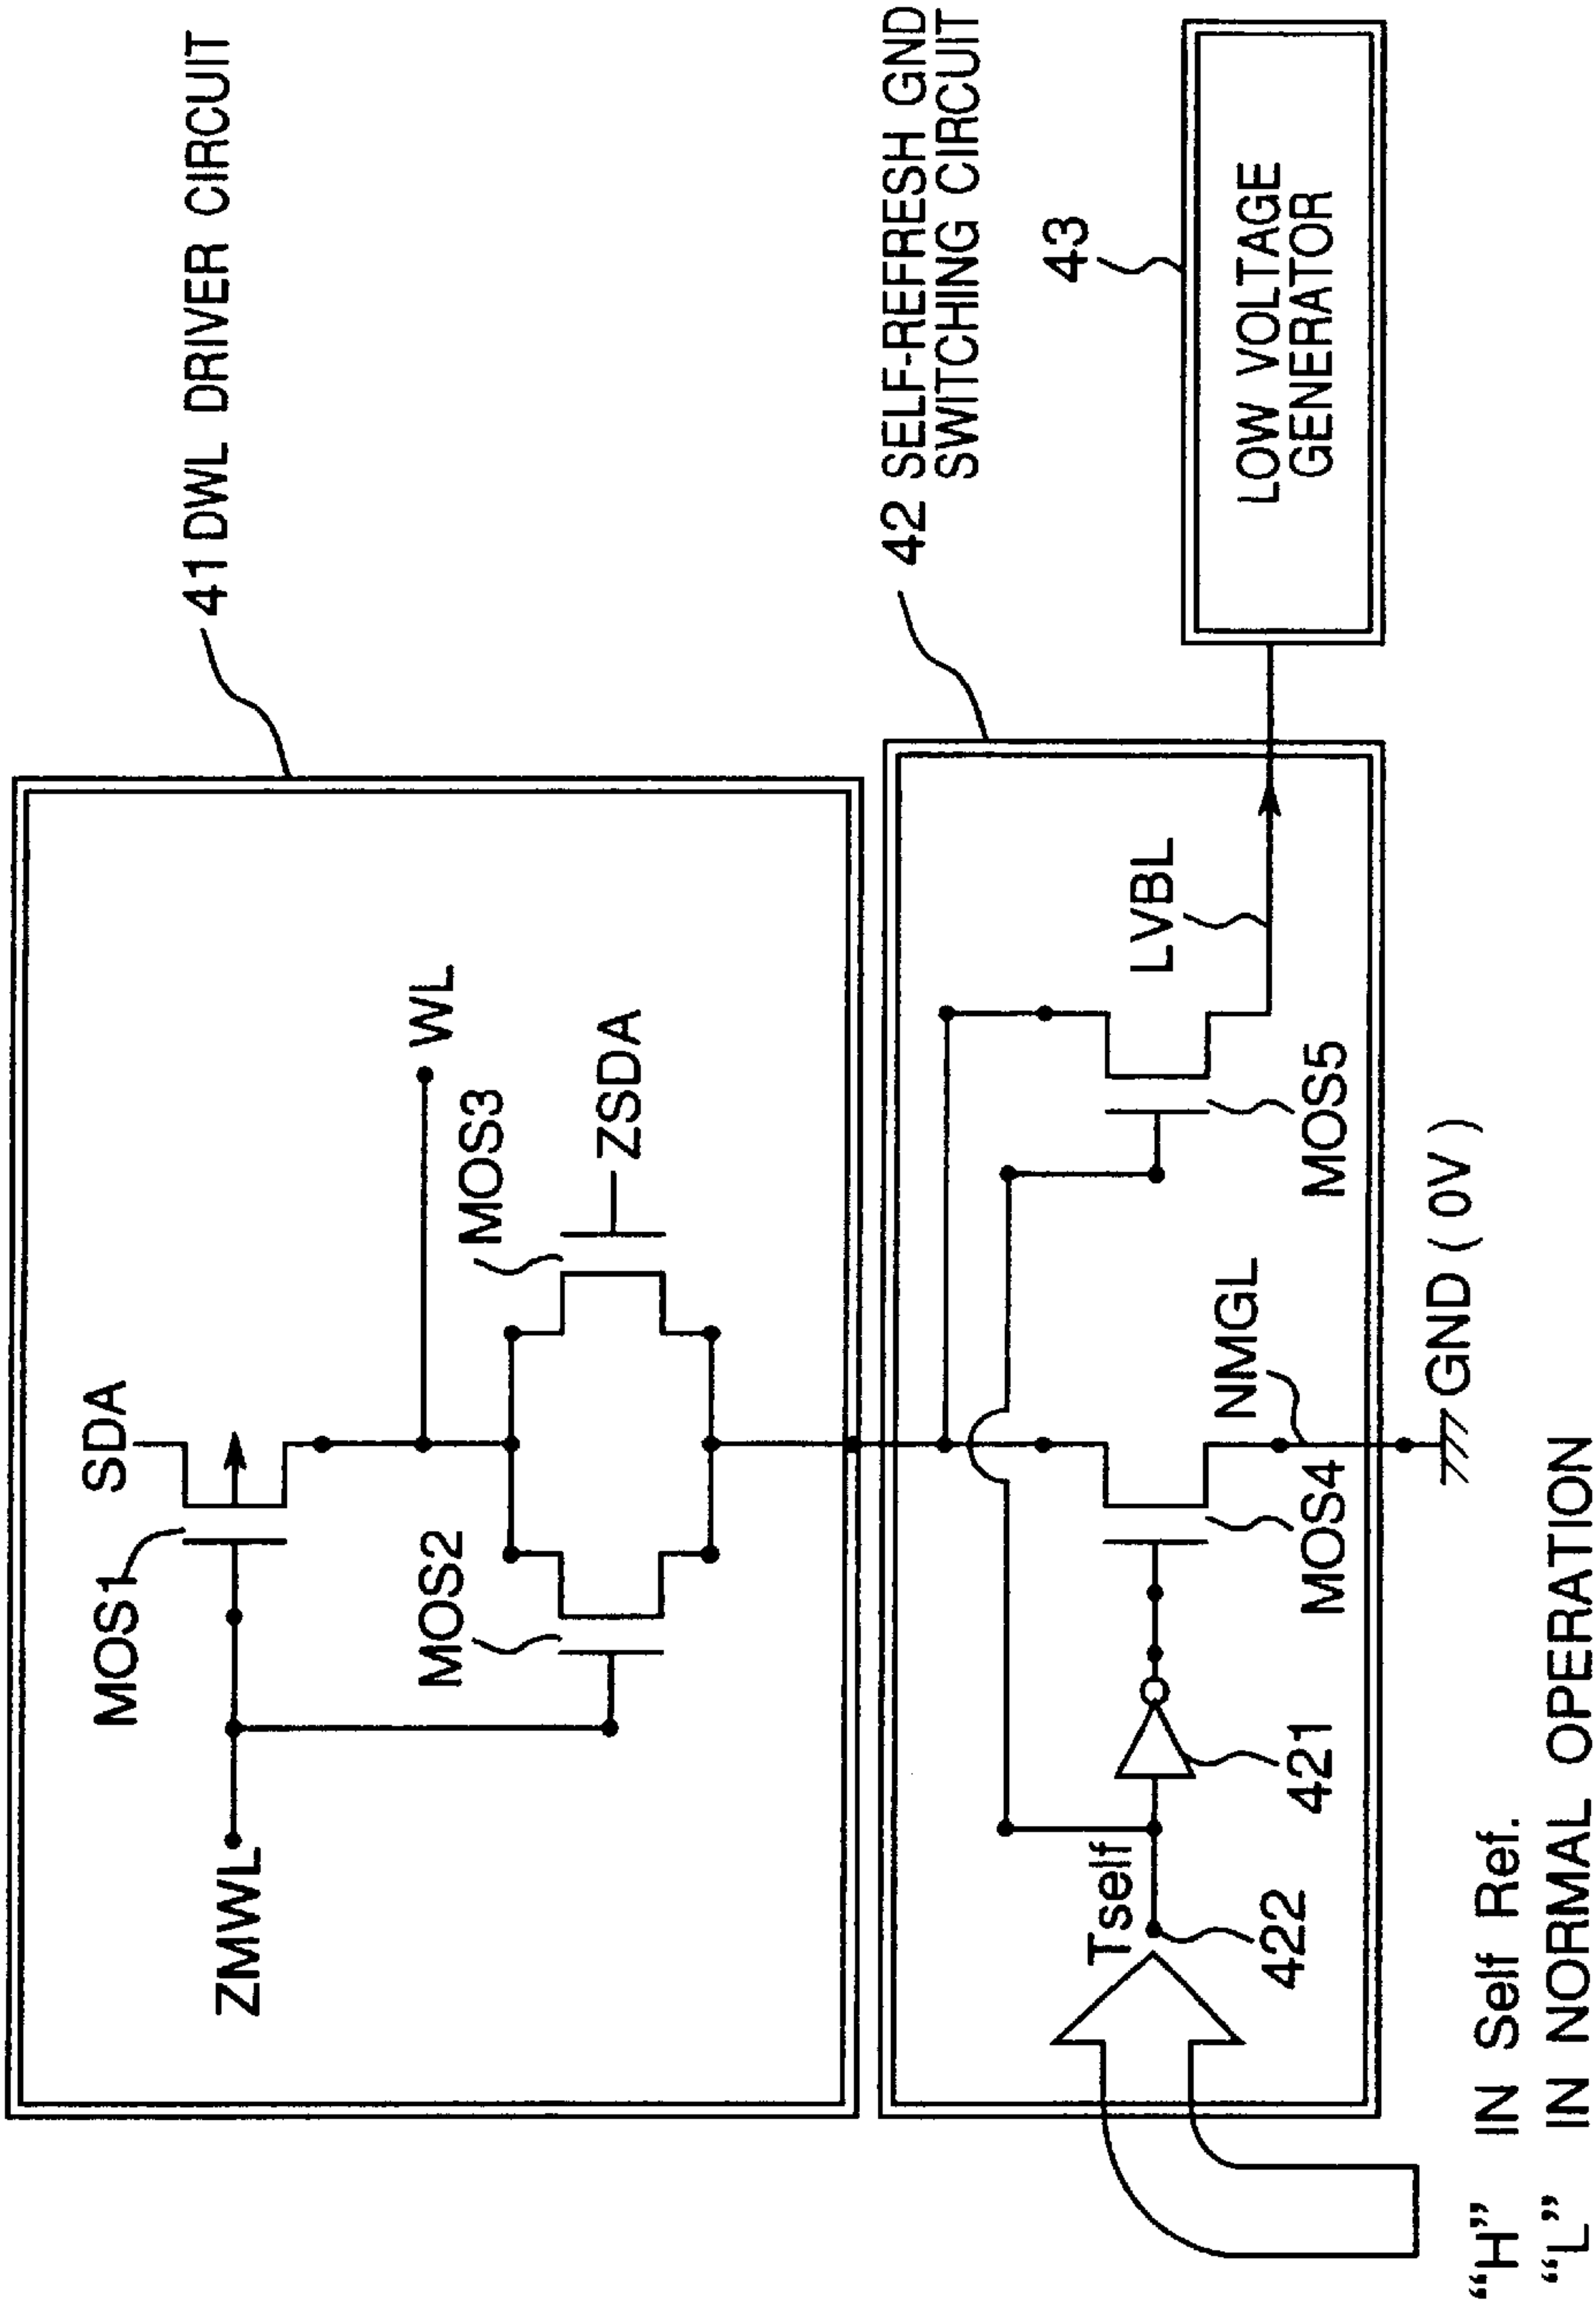 41 DWL DRIVER CIRCUIT
SDA
MOS1
ZMWL
WL
MOS2
MOS3
ZSDA
42 SELF-REFRESH GND
SWITCHING CIRCUIT
43
LOW VOLTAGE
GENERATOR
Tself
422
421
MOS4
NMGL
LVBL
MOS5
GND ( 0V )
“H” IN Self Ref.
“L” IN NORMAL OPERATION